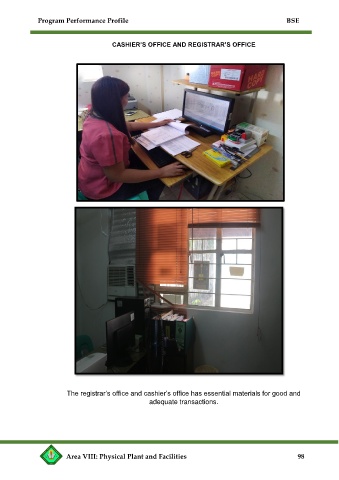 Program Performance Profile BSE
CASHIER'S OFFICE AND REGISTRAR'S OFFICE
The registrar's office and cashier's office has essential materials for good and
adequate transactions.
Area VIII: Physical Plant and Facilities 98